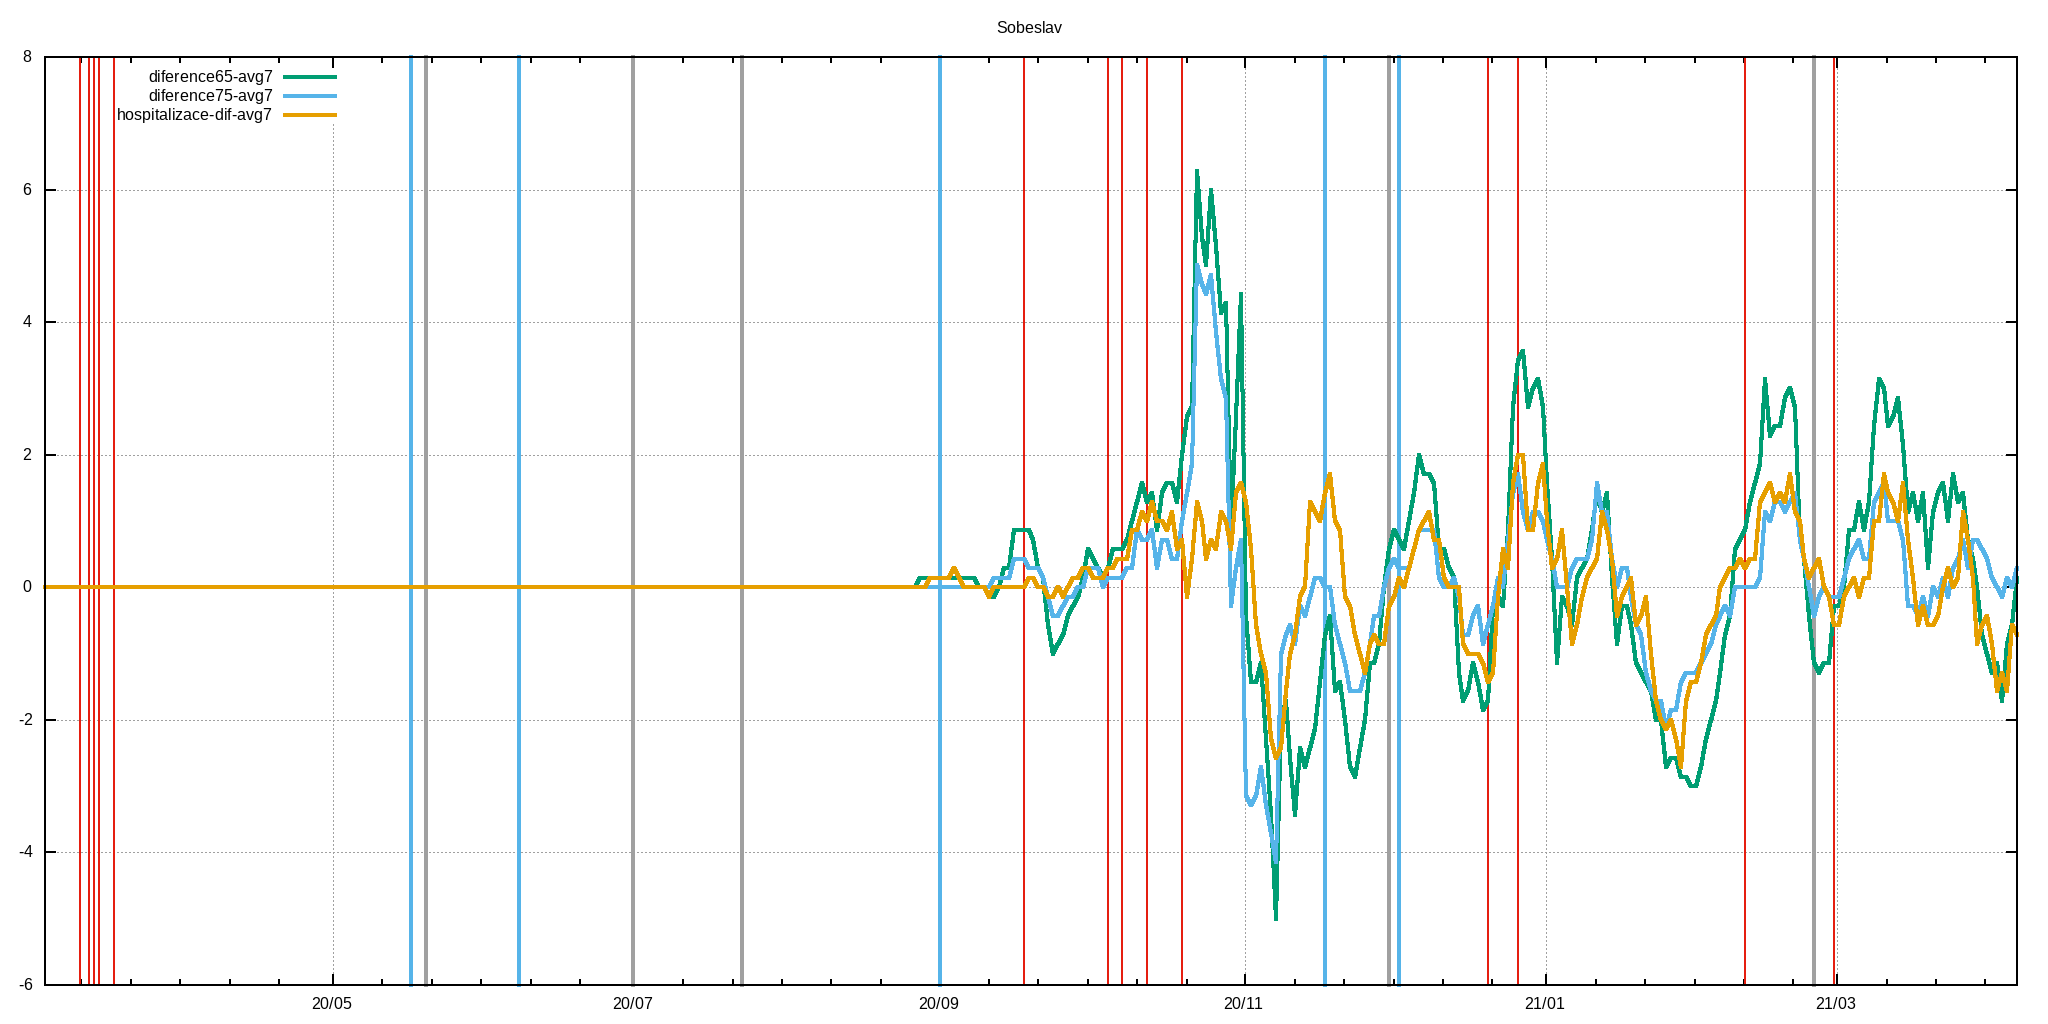 Sobeslav
8
diference65-avg7
diference75-avg7
hospitalizace-dif-avg7
6
4
2
0
-2
-4
-6
20/05 20/07 20/09 20/11 21/01 21/03